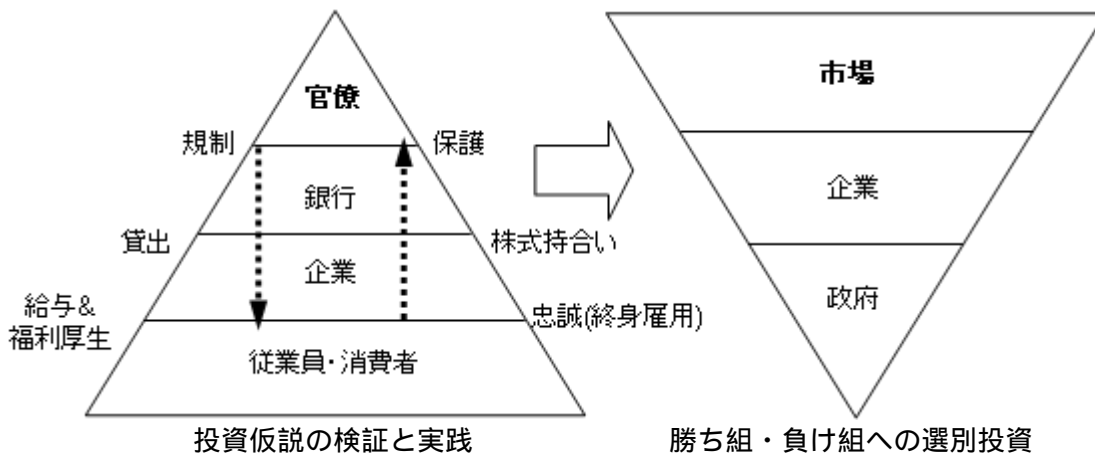 官僚
規制
保護
銀行
貸出
株式持合い
企業
給与&
福利厚生
忠誠(終身雇用)
従業員・消費者
投資仮説の検証と実践
市場
企業
政府
勝ち組・負け組への選別投資